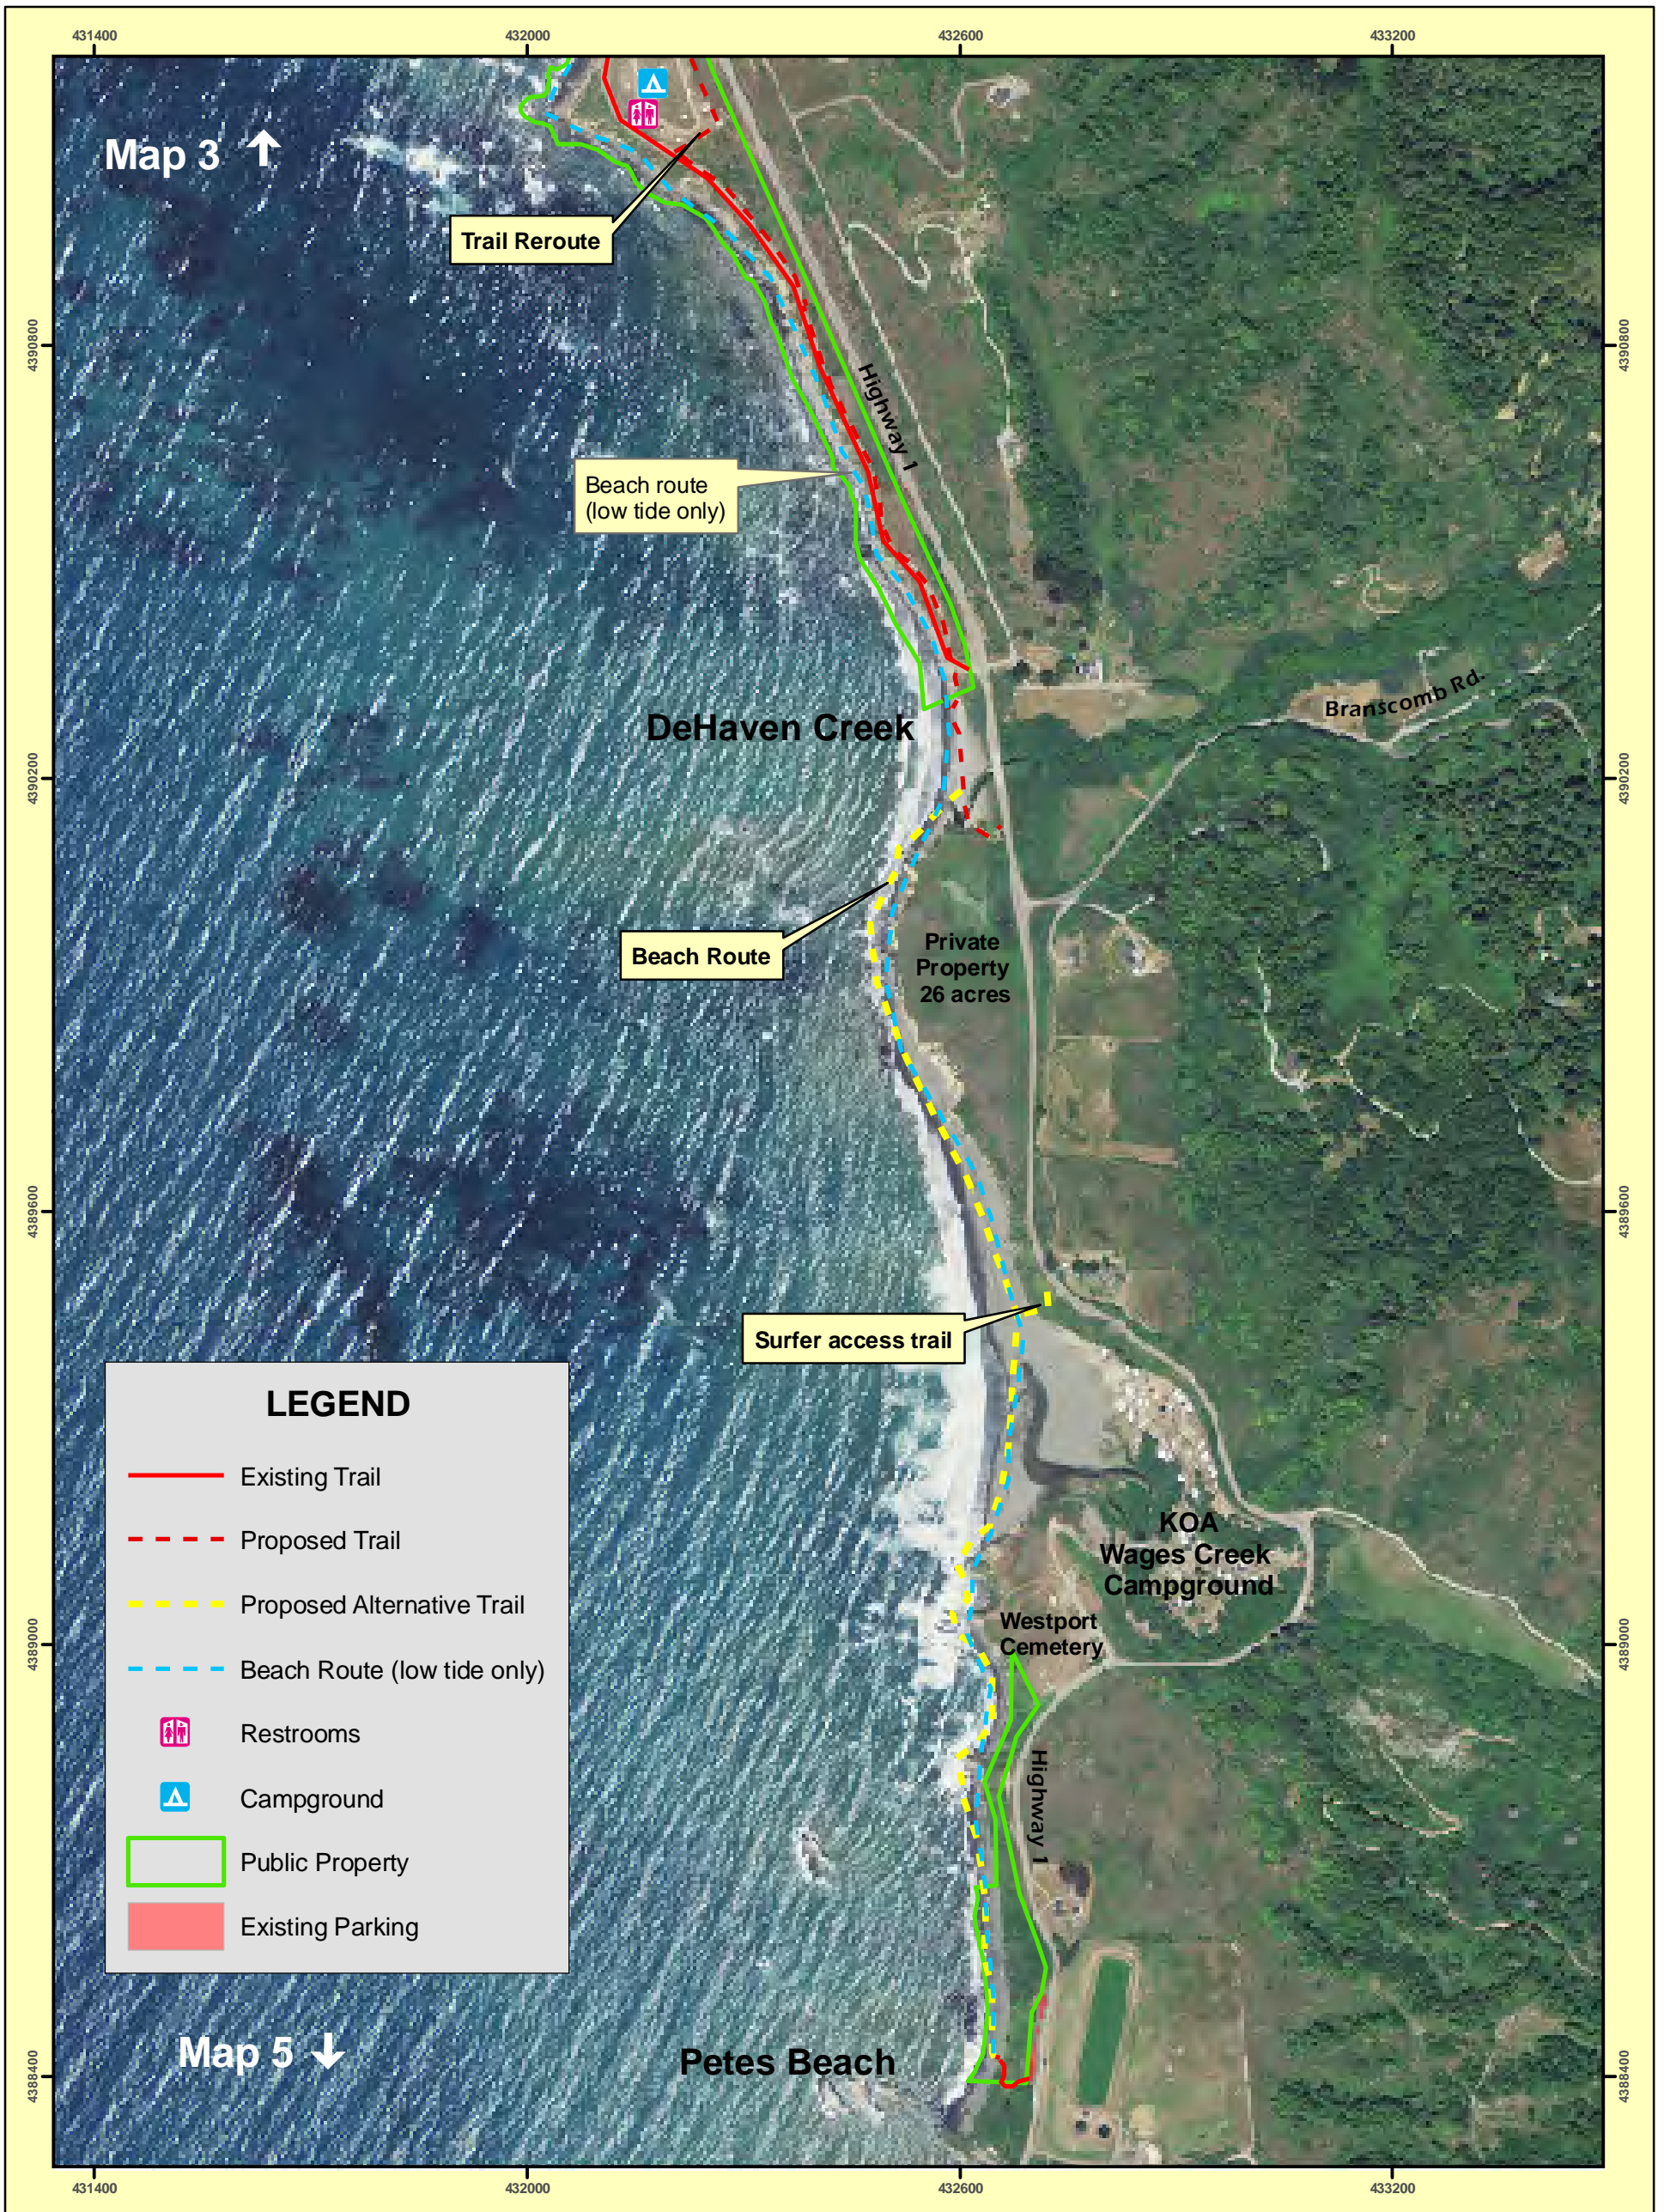 431400
432000
432600
433200
Map 3
Trail Reroute
4390800
4390800
Highway 1
Beach route
(low tide only)
Branscomb Rd.
DeHaven Creek
4390200
4390200
Beach Route
Private
Property
26 acres
4389600
4389600
Surfer access trail
LEGEND
Existing Trail
Proposed Trail
Proposed Alternative Trail
Beach Route (low tide only)
Restrooms
Campground
Public Property
Existing Parking
KOA
Wages Creek
Campground
Westport
Cemetery
4389000
4389000
Highway 1
Map 5
Petes Beach
4388400
4388400
431400
432000
432600
433200